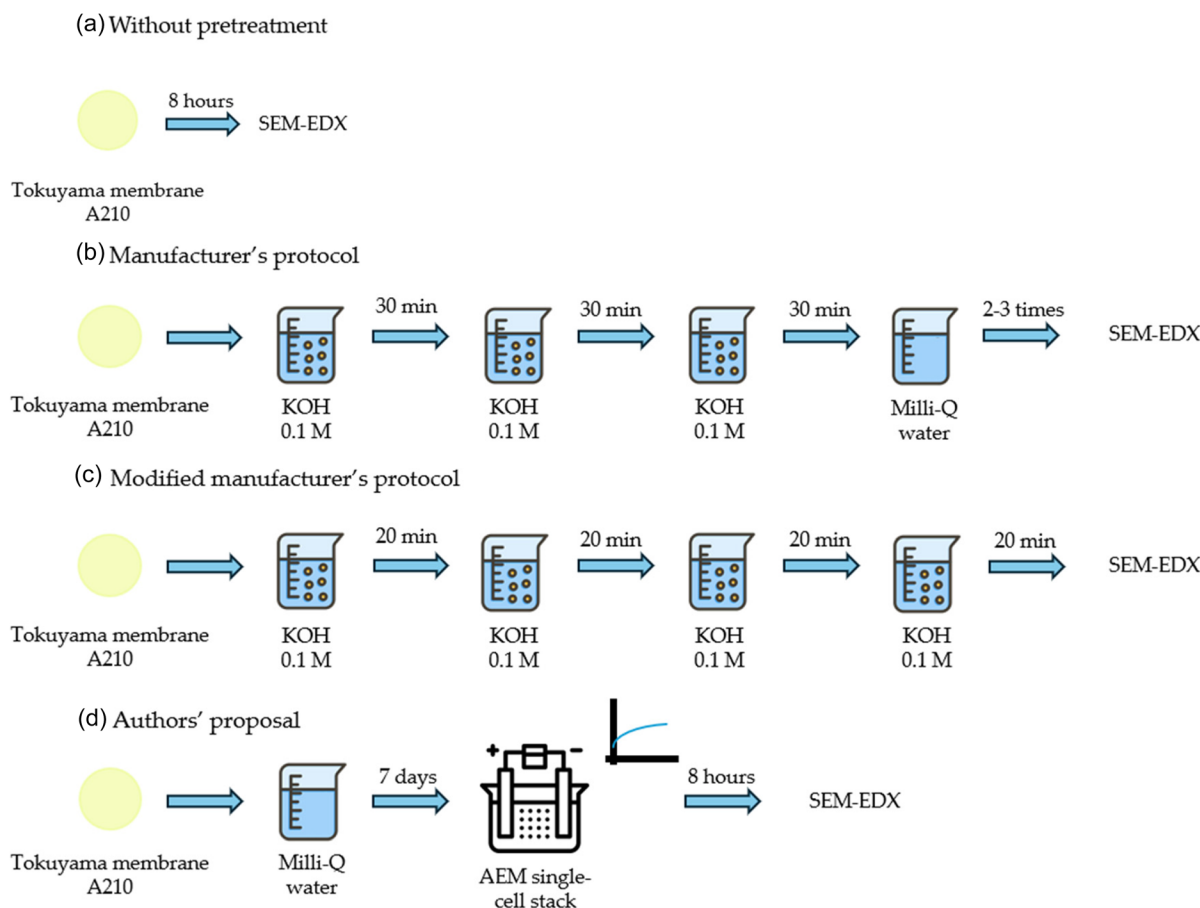 (a) Without pretreatment
8 hours
SEM-EDX
Tokuyama membrane
A210
(b) Manufacturer's protocol
30 min
30 min
30 min
2-3 times
SEM-EDX
Tokuyama membrane
A210
KOH
0.1 M
KOH
0.1 M
KOH
0.1 M
Milli-Q
water
(c) Modified manufacturer's protocol
20 min
20 min
20 min
20 min
SEM-EDX
Tokuyama membrane
A210
KOH
0.1 M
KOH
0.1 M
KOH
0.1 M
KOH
0.1 M
(d) Authors' proposal
7 days
+ −
8 hours
SEM-EDX
Tokuyama membrane
A210
Milli-Q
water
AEM single-
cell stack